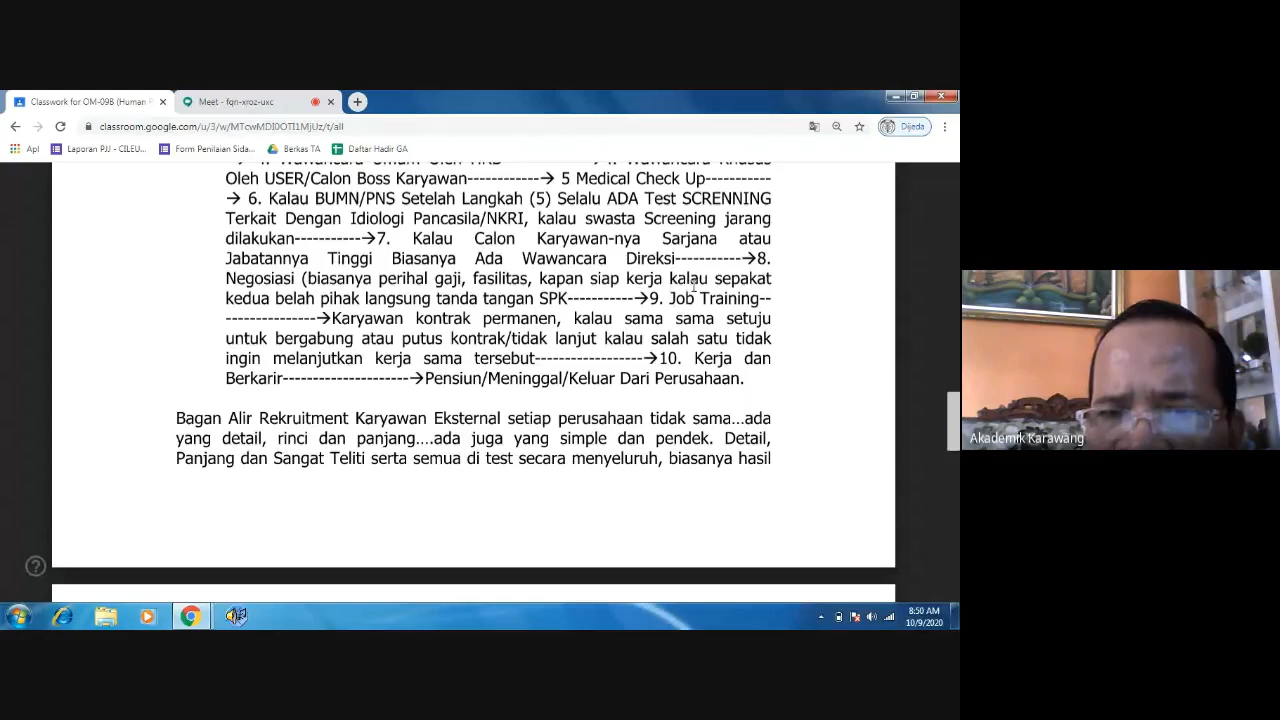 Classwork for OM-09B (Human
Meet - fqn-xroz-uxc
classroom.google.com/u/3/w/MTcwMDI0OTI1MjUz/t/all
Dijeda
Apl
Laporan PJJ - CILEU...
Form Penilaian Sida...
Berkas TA
Daftar Hadir GA
Oleh USER/Calon Boss Karyawan------------→ 5 Medical Check Up-----------
→ 6. Kalau BUMN/PNS Setelah Langkah (5) Selalu ADA Test SCRENNING
Terkait Dengan Idiologi Pancasila/NKRI, kalau swasta Screening jarang
dilakukan-----------→7. Kalau Calon Karyawan-nya Sarjana atau
Jabatannya Tinggi Biasanya Ada Wawancara Direksi-----------→8.
Negosiasi (biasanya perihal gaji, fasilitas, kapan siap kerja kalau sepakat
kedua belah pihak langsung tanda tangan SPK-----------→9. Job Training--
---------------→Karyawan kontrak permanen, kalau sama sama setuju
untuk bergabung atau putus kontrak/tidak lanjut kalau salah satu tidak
ingin melanjutkan kerja sama tersebut------------------→10. Kerja dan
Berkarir---------------------→Pensiun/Meninggal/Keluar Dari Perusahaan.
Bagan Alir Rekruitment Karyawan Eksternal setiap perusahaan tidak sama...ada
yang detail, rinci dan panjang....ada juga yang simple dan pendek. Detail,
Panjang dan Sangat Teliti serta semua di test secara menyeluruh, biasanya hasil
Akademik Karawang
8:50 AM
10/9/2020